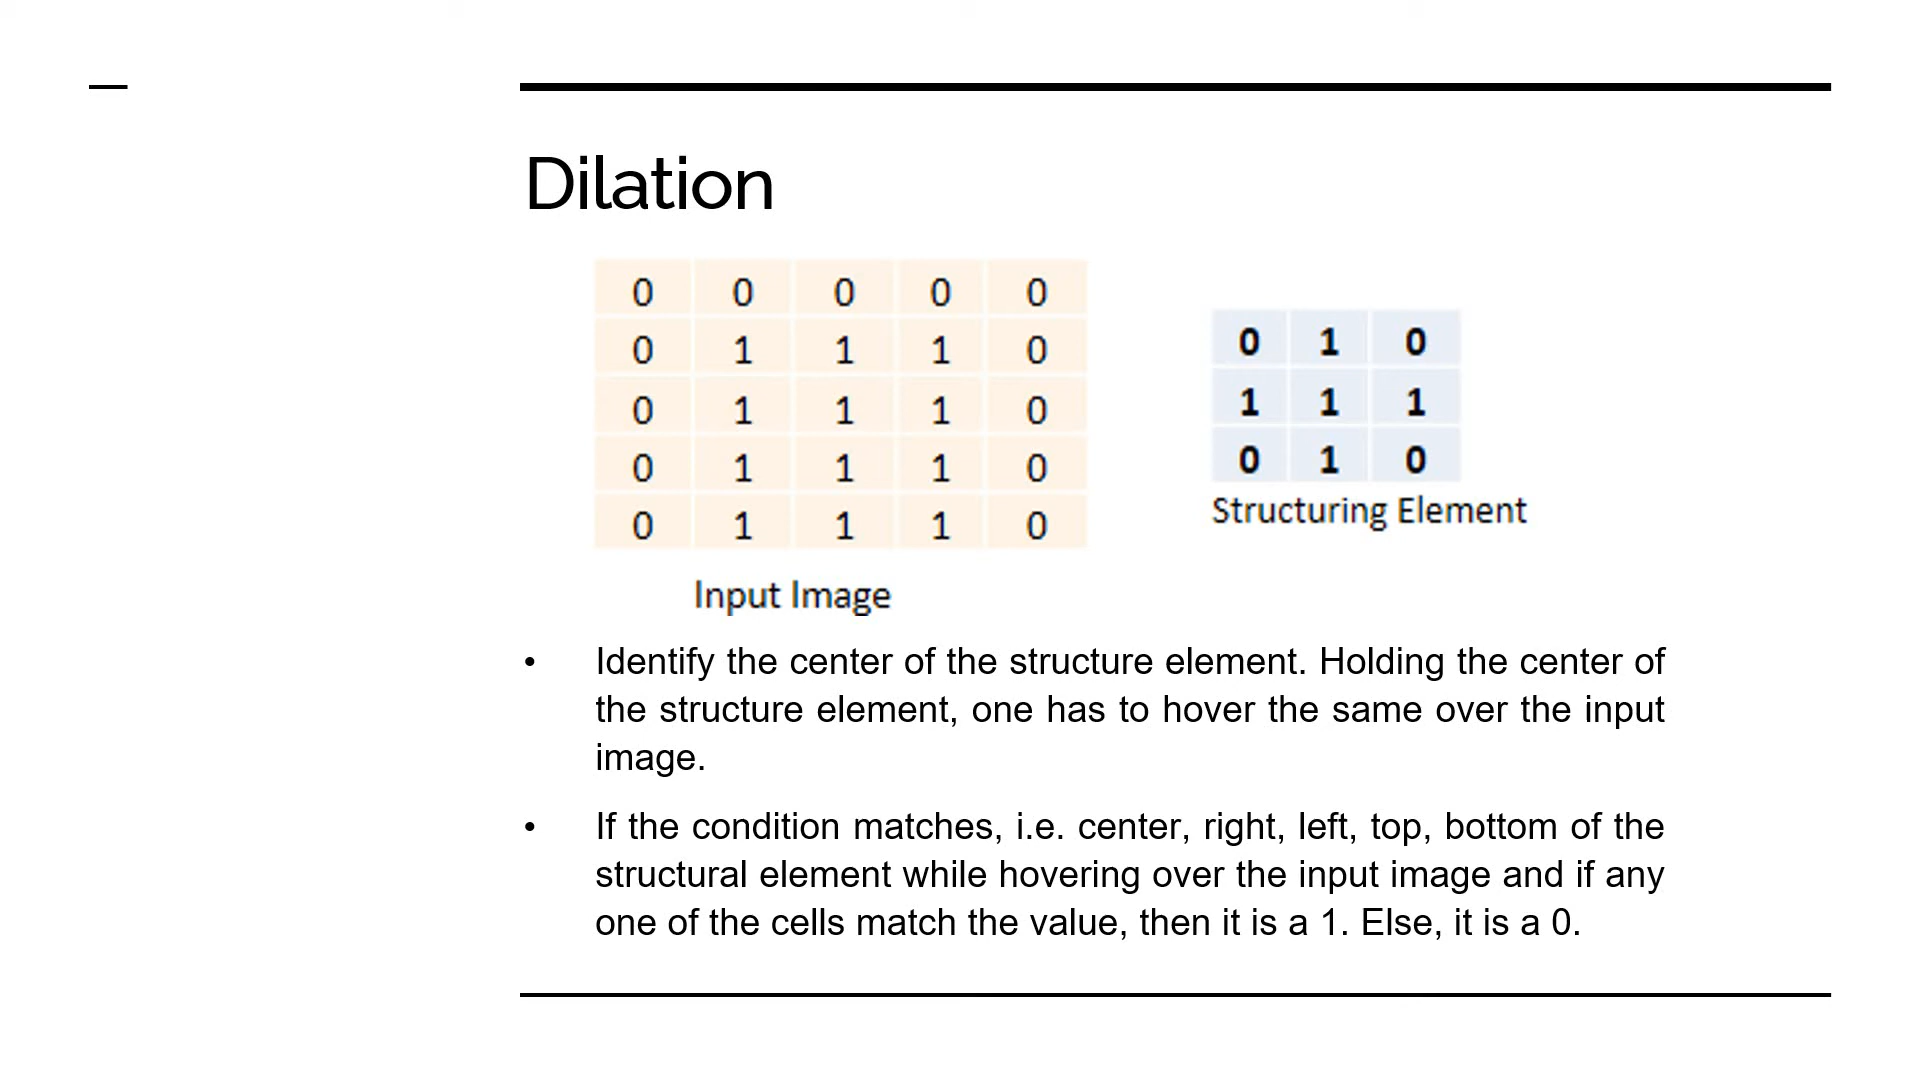 Dilation
0 0 0 0 0
0 1 1 1 0
0 1 1 1 0
0 1 1 1 0
0 1 1 1 0
Input Image
0 1 0
1 1 1
0 1 0
Structuring Element
• Identify the center of the structure element. Holding the center of
the structure element, one has to hover the same over the input
image.
• If the condition matches, i.e. center, right, left, top, bottom of the
structural element while hovering over the input image and if any
one of the cells match the value, then it is a 1. Else, it is a 0.